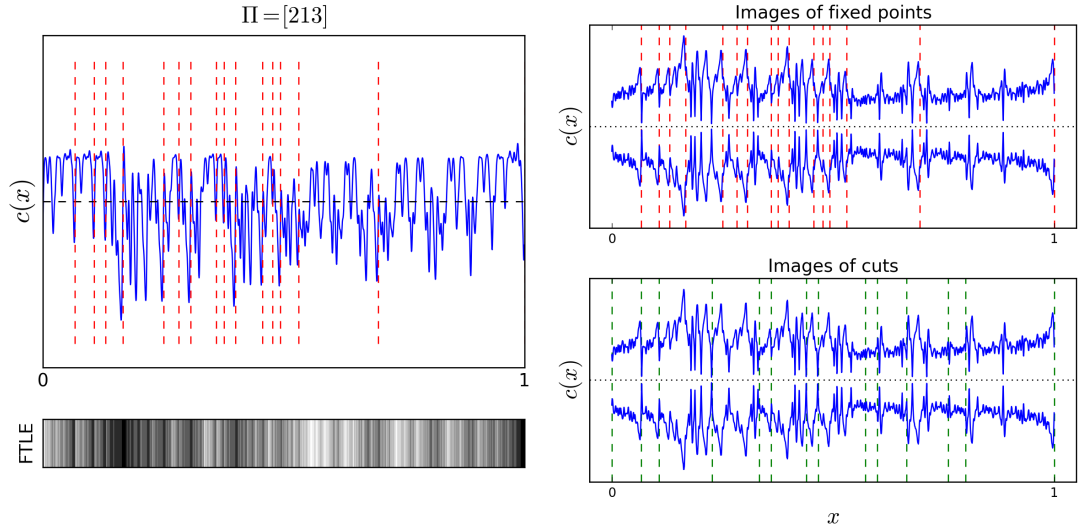 Π=[213]
c(x)
0 1
FTLE
Images of fixed points
c(x)
0 1
Images of cuts
c(x)
0 1
x